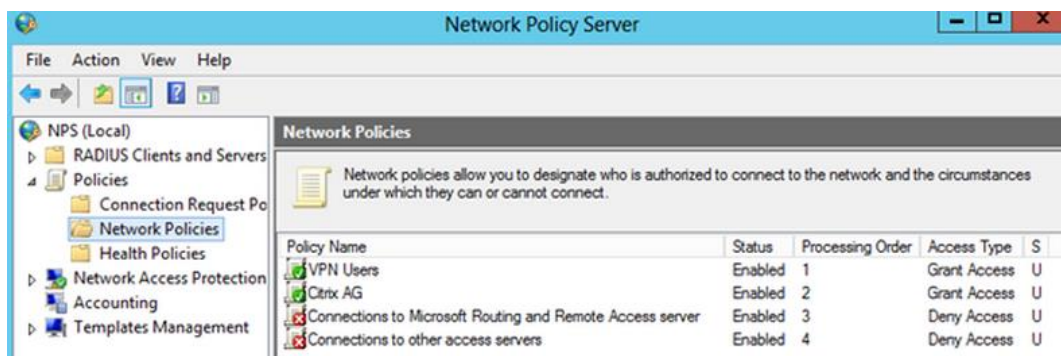 Network Policy Server
File Action View Help
NPS (Local)
RADIUS Clients and Servers
Policies
Connection Request Po
Network Policies
Health Policies
Network Access Protection
Accounting
Templates Management
Network Policies
Network policies allow you to designate who is authorized to connect to the network and the circumstances
under which they can or cannot connect.
Policy Name Status Processing Order Access Type S
VPN Users Enabled 1 Grant Access U
Citrix AG Enabled 2 Grant Access U
Connections to Microsoft Routing and Remote Access server Enabled 3 Deny Access U
Connections to other access servers Enabled 4 Deny Access U